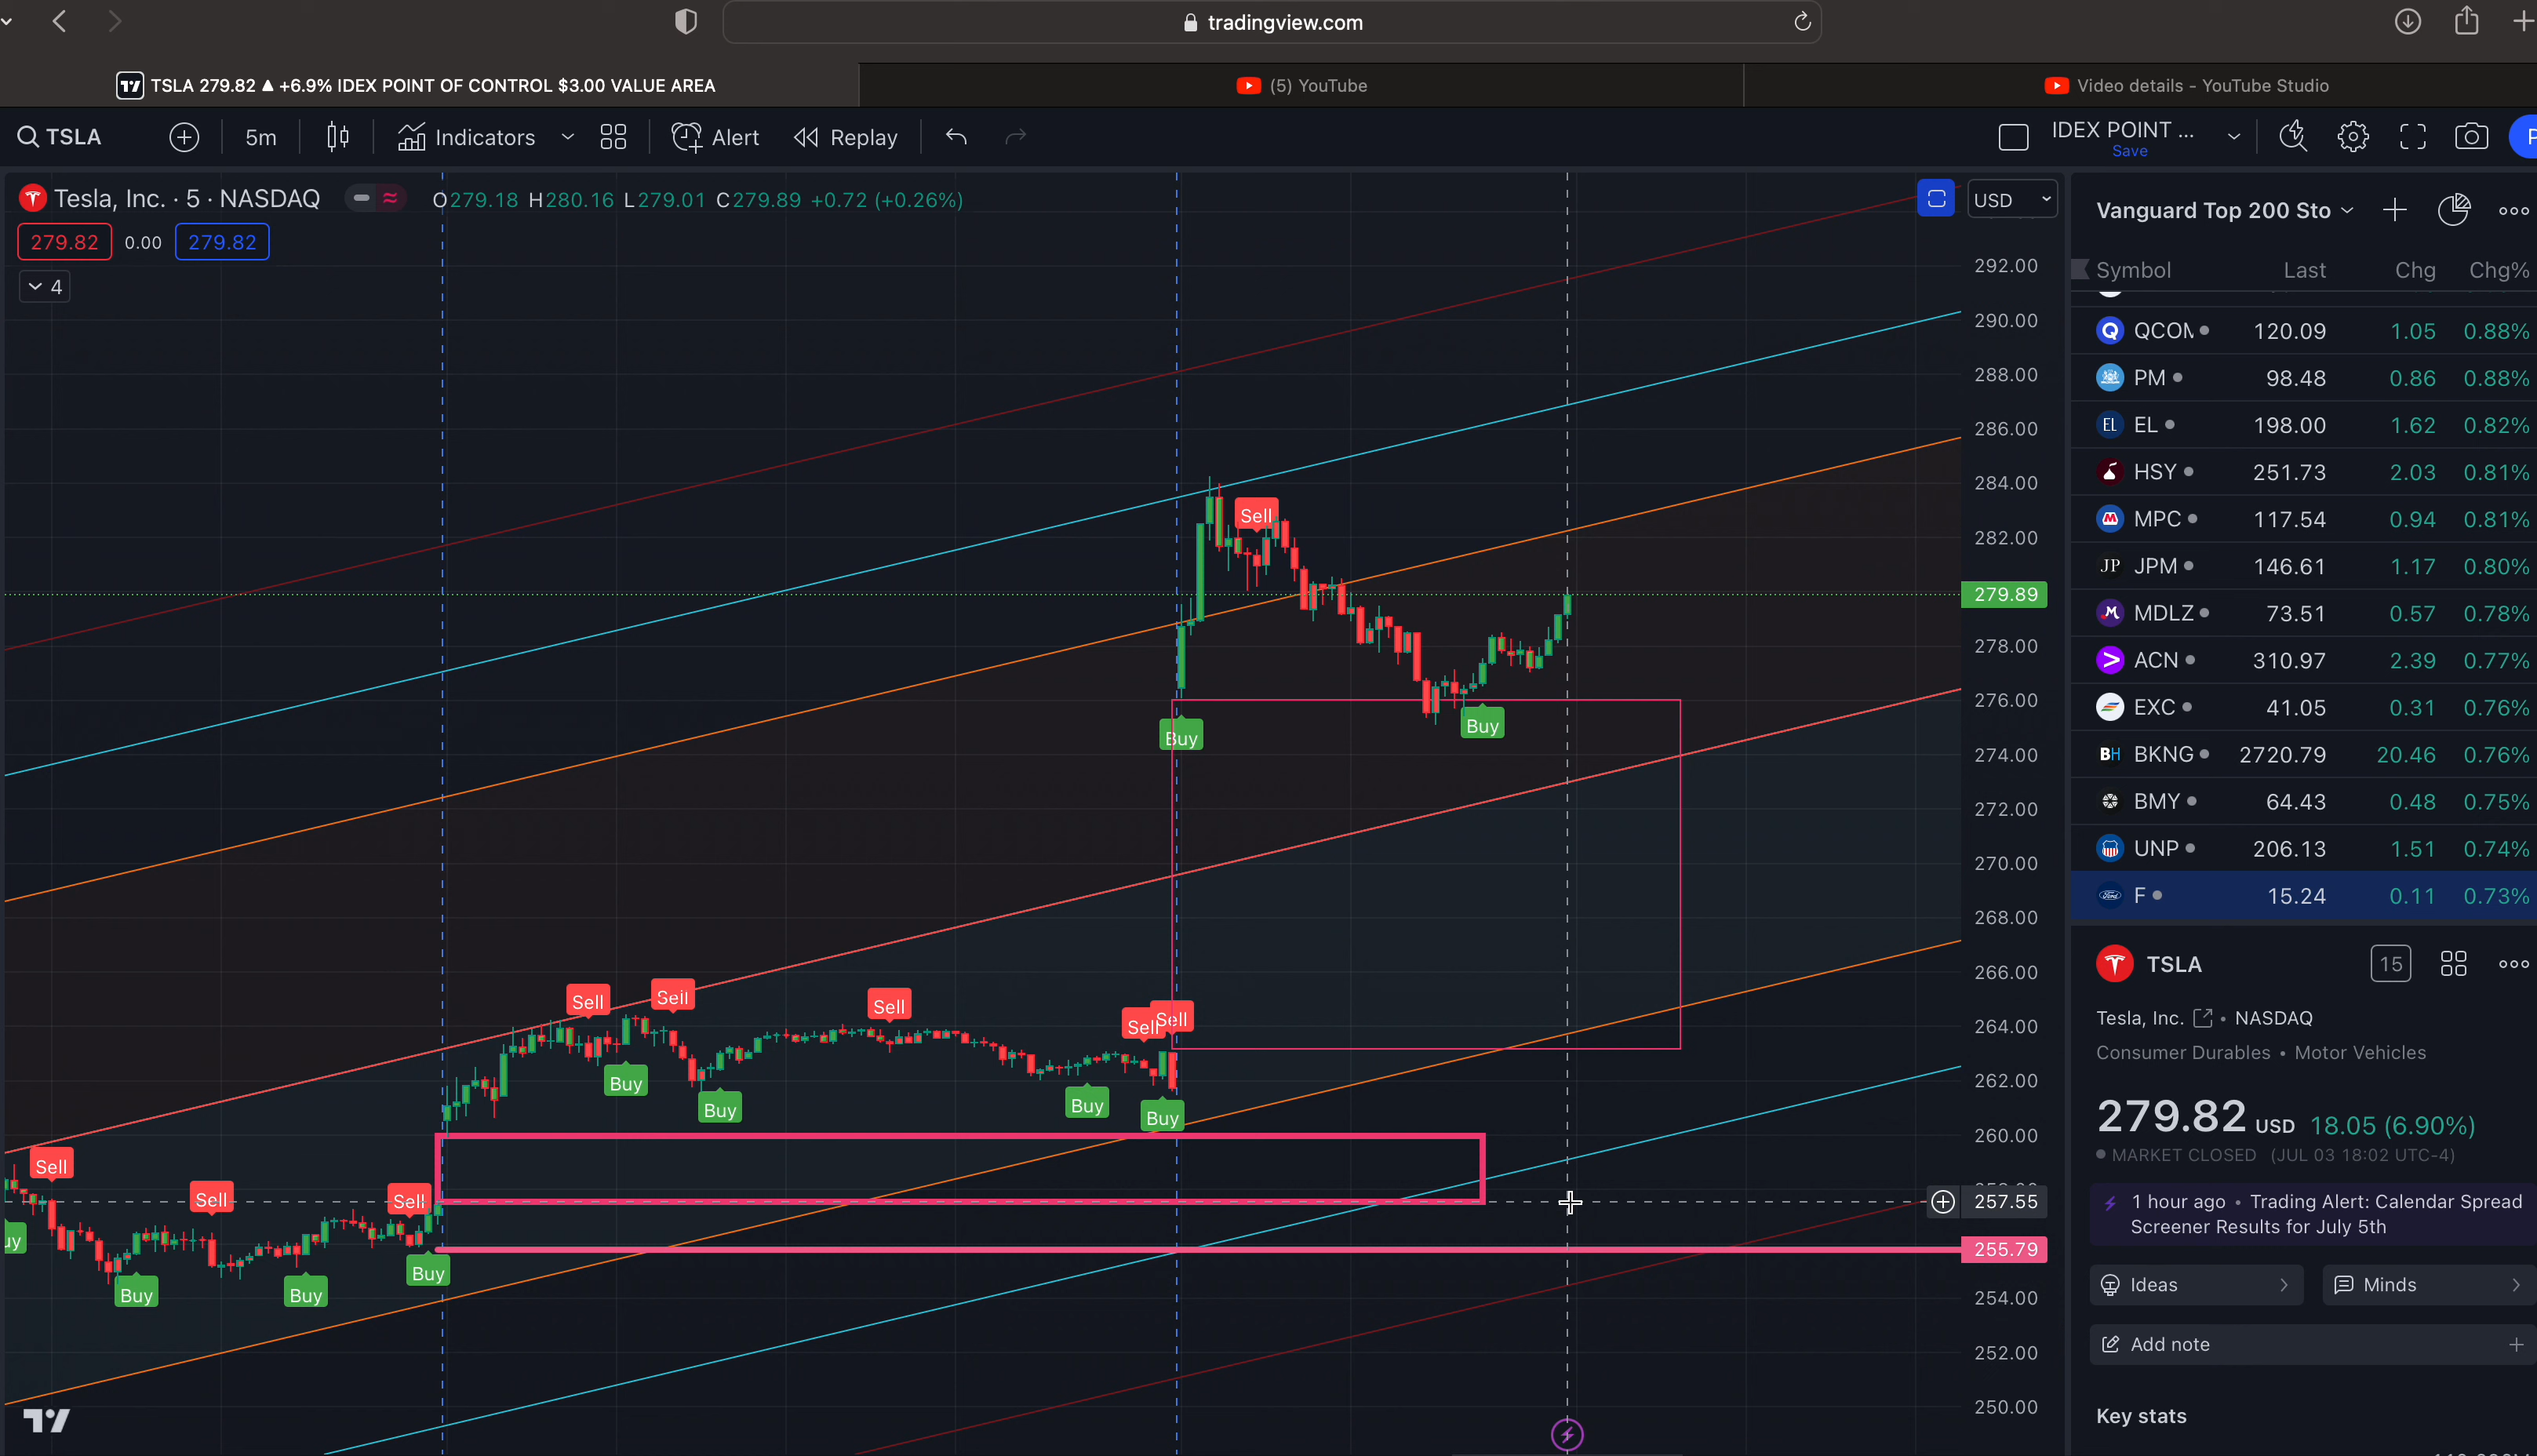 tradingview.com
TSLA 279.82 ▲ +6.9% IDEX POINT OF CONTROL $3.00 VALUE AREA
(5) YouTube
Video details - YouTube Studio
TSLA
5m
Indicators
Alert
Replay
IDEX POINT ...
Save
Tesla, Inc. · 5 · NASDAQ
O279.18 H280.16 L279.01 C279.89 +0.72 (+0.26%)
279.82 0.00 279.82
4
USD
292.00
290.00
288.00
286.00
284.00
282.00
279.89
278.00
276.00
274.00
272.00
270.00
268.00
266.00
264.00
262.00
260.00
257.55
255.79
254.00
252.00
250.00
Sell
Buy
Buy
Sell
Sell
Sell
Sell
Sell
Buy
Buy
Buy
Buy
Sell
Sell
Sell
Buy
Buy
Buy
Vanguard Top 200 Sto
Symbol Last Chg Chg%
QCOM 120.09 1.05 0.88%
PM 98.48 0.86 0.88%
EL EL 198.00 1.62 0.82%
HSY 251.73 2.03 0.81%
MPC 117.54 0.94 0.81%
JP JPM 146.61 1.17 0.80%
MDLZ 73.51 0.57 0.78%
ACN 310.97 2.39 0.77%
EXC 41.05 0.31 0.76%
BH BKNG 2720.79 20.46 0.76%
BMY 64.43 0.48 0.75%
UNP 206.13 1.51 0.74%
F 15.24 0.11 0.73%
TSLA
15
Tesla, Inc. • NASDAQ
Consumer Durables • Motor Vehicles
279.82 USD 18.05 (6.90%)
MARKET CLOSED (JUL 03 18:02 UTC-4)
1 hour ago • Trading Alert: Calendar Spread
Screener Results for July 5th
Ideas
Minds
Add note
Key stats